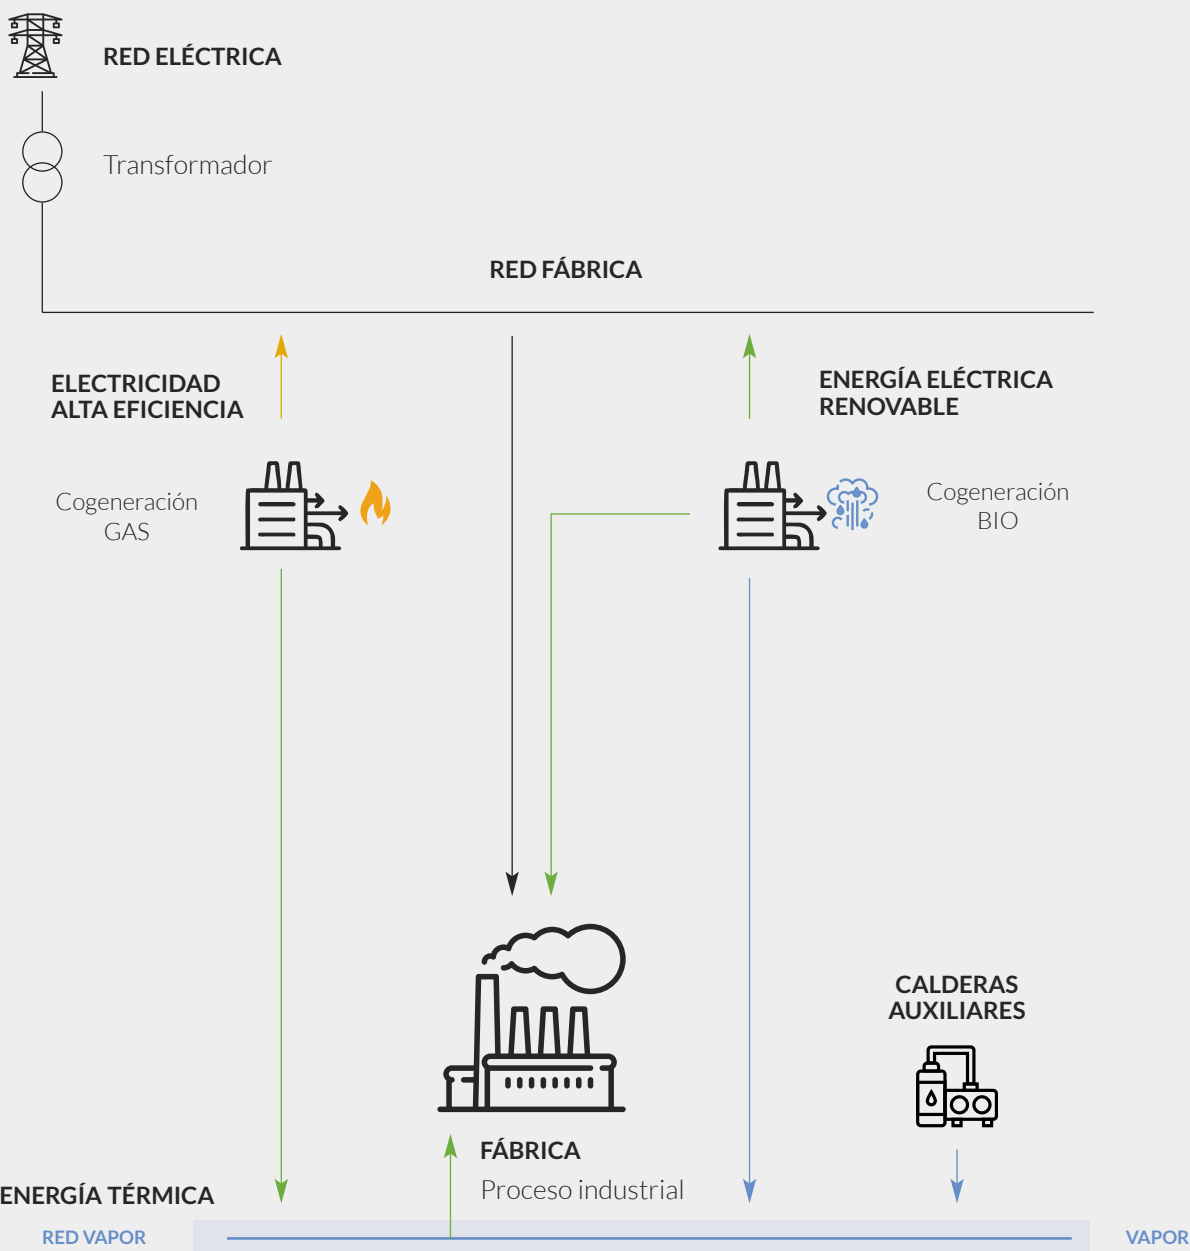 RED ELÉCTRICA
Transformador
RED FÁBRICA
ELECTRICIDAD
ALTA EFICIENCIA
ENERGÍA ELÉCTRICA
RENOVABLE
Cogeneración
GAS
Cogeneración
BIO
CALDERAS
AUXILIARES
FÁBRICA
Proceso industrial
ENERGÍA TÉRMICA
RED VAPOR
VAPOR